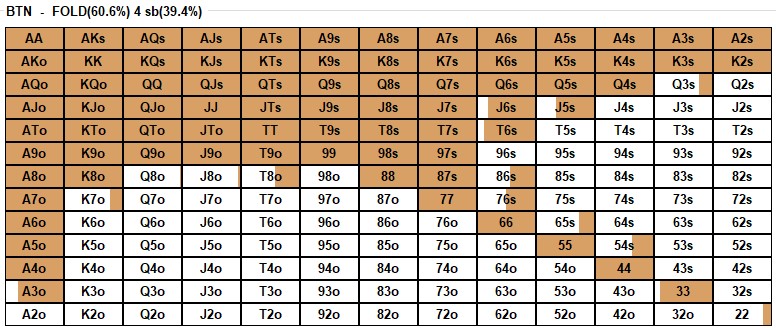 BTN - FOLD(60.6%) 4 sb(39.4%)
AA AKs AQs AJs ATs A9s A8s A7s A6s A5s A4s A3s A2s
AKo KK KQs KJs KTs K9s K8s K7s K6s K5s K4s K3s K2s
AQo KQo QQ QJs QTs Q9s Q8s Q7s Q6s Q5s Q4s Q3s Q2s
AJo KJo QJo JJ JTs J9s J8s J7s J6s J5s J4s J3s J2s
ATo KTo QTo JTo TT T9s T8s T7s T6s T5s T4s T3s T2s
A9o K9o Q9o J9o T9o 99 98s 97s 96s 95s 94s 93s 92s
A8o K8o Q8o J8o T8o 98o 88 87s 86s 85s 84s 83s 82s
A7o K7o Q7o J7o T7o 97o 87o 77 76s 75s 74s 73s 72s
A6o K6o Q6o J6o T6o 96o 86o 76o 66 65s 64s 63s 62s
A5o K5o Q5o J5o T5o 95o 85o 75o 65o 55 54s 53s 52s
A4o K4o Q4o J4o T4o 94o 84o 74o 64o 54o 44 43s 42s
A3o K3o Q3o J3o T3o 93o 83o 73o 63o 53o 43o 33 32s
A2o K2o Q2o J2o T2o 92o 82o 72o 62o 52o 42o 32o 22